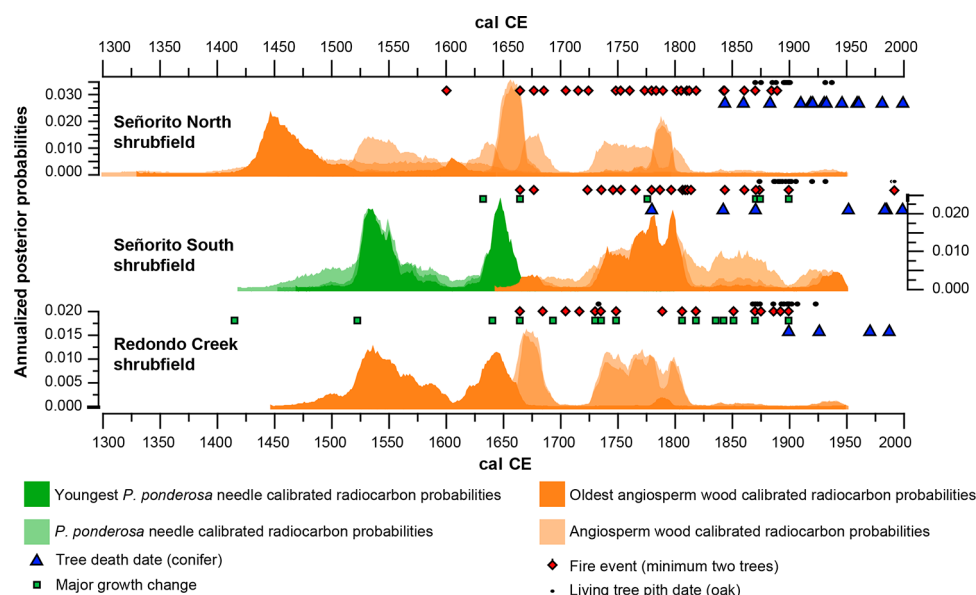 cal CE
1300 1350 1400 1450 1500 1550 1600 1650 1700 1750 1800 1850 1900 1950 2000
Annualized posterior probabilities
0.030
0.020
0.010
0.000
Señorito North
shrubfield
Señorito South
shrubfield
0.020
0.010
0.000
0.020
0.015
0.010
0.005
0.000
Redondo Creek
shrubfield
1300 1350 1400 1450 1500 1550 1600 1650 1700 1750 1800 1850 1900 1950 2000
cal CE
Youngest P. ponderosa needle calibrated radiocarbon probabilities
Oldest angiosperm wood calibrated radiocarbon probabilities
P. ponderosa needle calibrated radiocarbon probabilities
Angiosperm wood calibrated radiocarbon probabilities
Tree death date (conifer)
Fire event (minimum two trees)
Major growth change
Living tree pith date (oak)